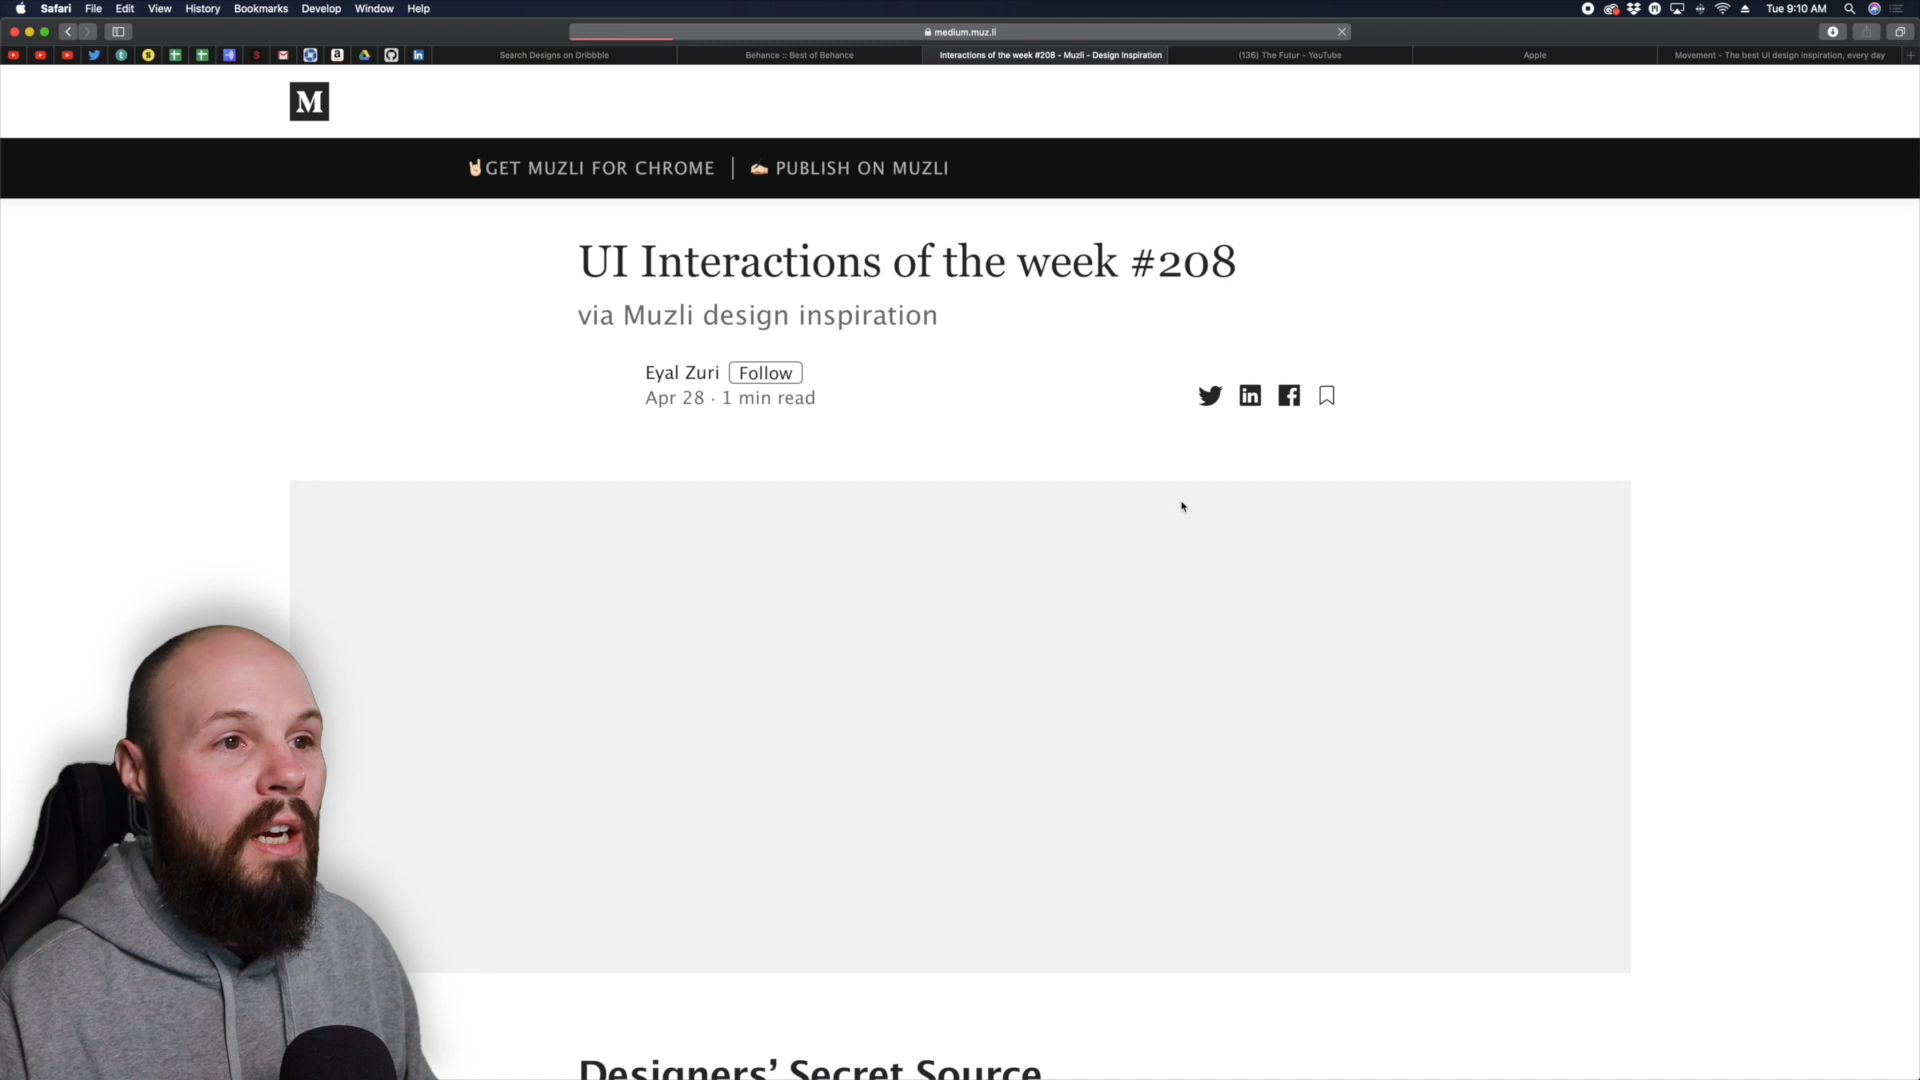 Safari File Edit View History Bookmarks Develop Window Help
Tue 9:10 AM
medium.muz.li
Search Designs on Dribbble
Behance :: Best of Behance
Interactions of the week #208 - Muzli - Design Inspiration
(136) The Futur - YouTube
Apple
Movement - The best UI design inspiration, every day
M
GET MUZLI FOR CHROME | PUBLISH ON MUZLI
UI Interactions of the week #208
via Muzli design inspiration
Eyal Zuri Follow
Apr 28 · 1 min read
Designers’ Secret Source